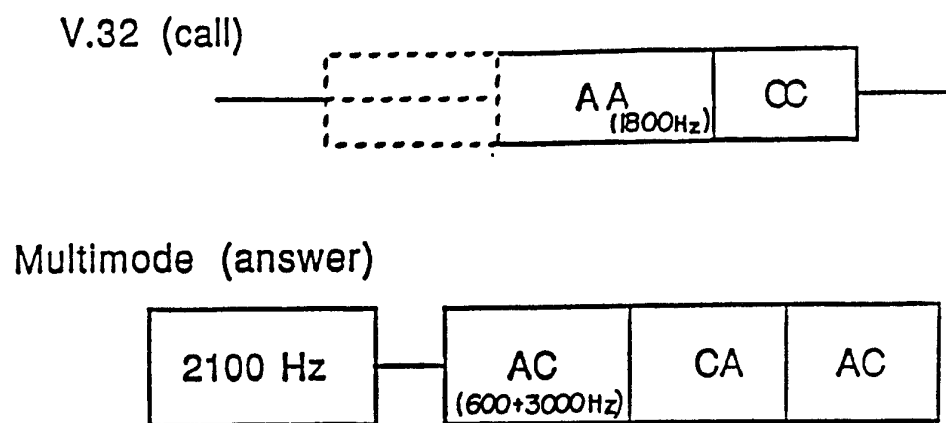 V.32 (call)
AA CC
(1800Hz)
Multimode (answer)
2100 Hz AC CA AC
(600+3000Hz)